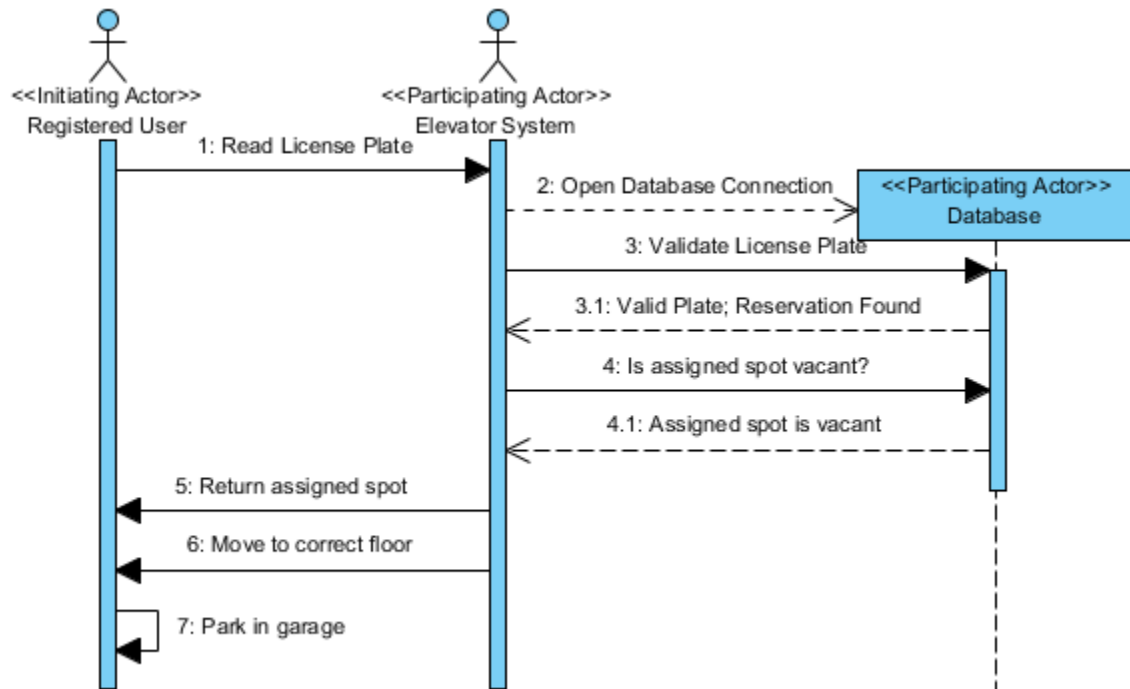 <<Initiating Actor>>
Registered User
<<Participating Actor>>
Elevator System
1: Read License Plate
2: Open Database Connection
<<Participating Actor>>
Database
3: Validate License Plate
3.1: Valid Plate; Reservation Found
4: Is assigned spot vacant?
4.1: Assigned spot is vacant
5: Return assigned spot
6: Move to correct floor
7: Park in garage